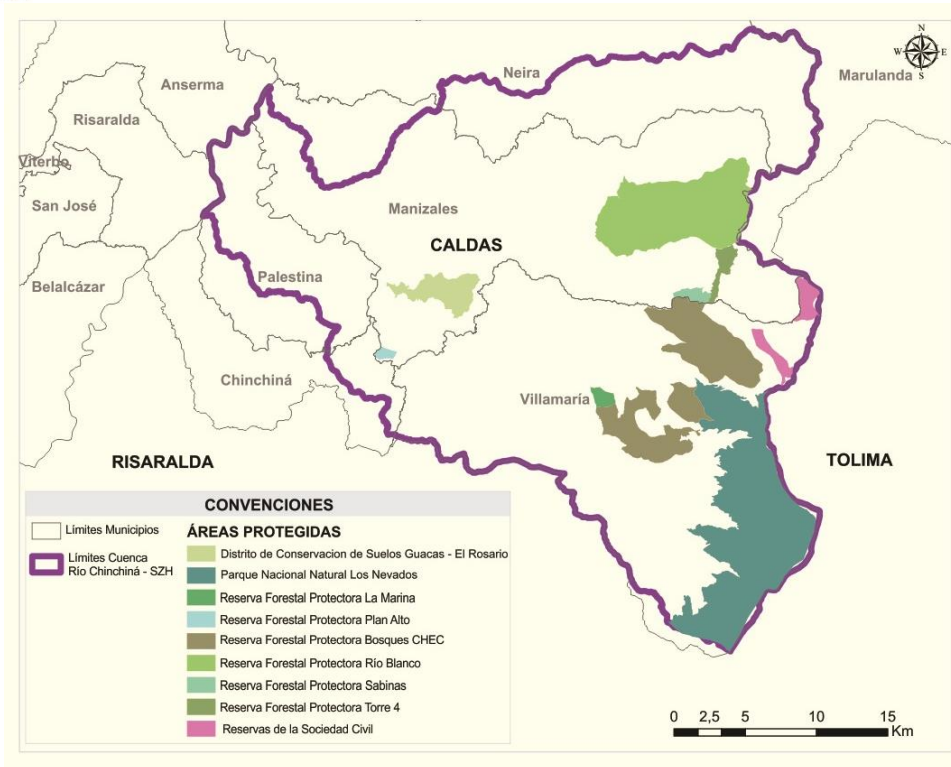 N
W E
S
Neira
Marulanda
Anserma
Risaralda
Viterbo
San José
Manizales
CALDAS
Palestina
Belalcázar
Chinchiná
Villamaría
RISARALDA
TOLIMA
CONVENCIONES
Límites Municipios
Límites Cuenca
Río Chinchiná - SZH
ÁREAS PROTEGIDAS
Distrito de Conservacion de Suelos Guacas - El Rosario
Parque Nacional Natural Los Nevados
Reserva Forestal Protectora La Marina
Reserva Forestal Protectora Plan Alto
Reserva Forestal Protectora Bosques CHEC
Reserva Forestal Protectora Río Blanco
Reserva Forestal Protectora Sabinas
Reserva Forestal Protectora Torre 4
Reservas de la Sociedad Civil
0 2,5 5 10 15
Km